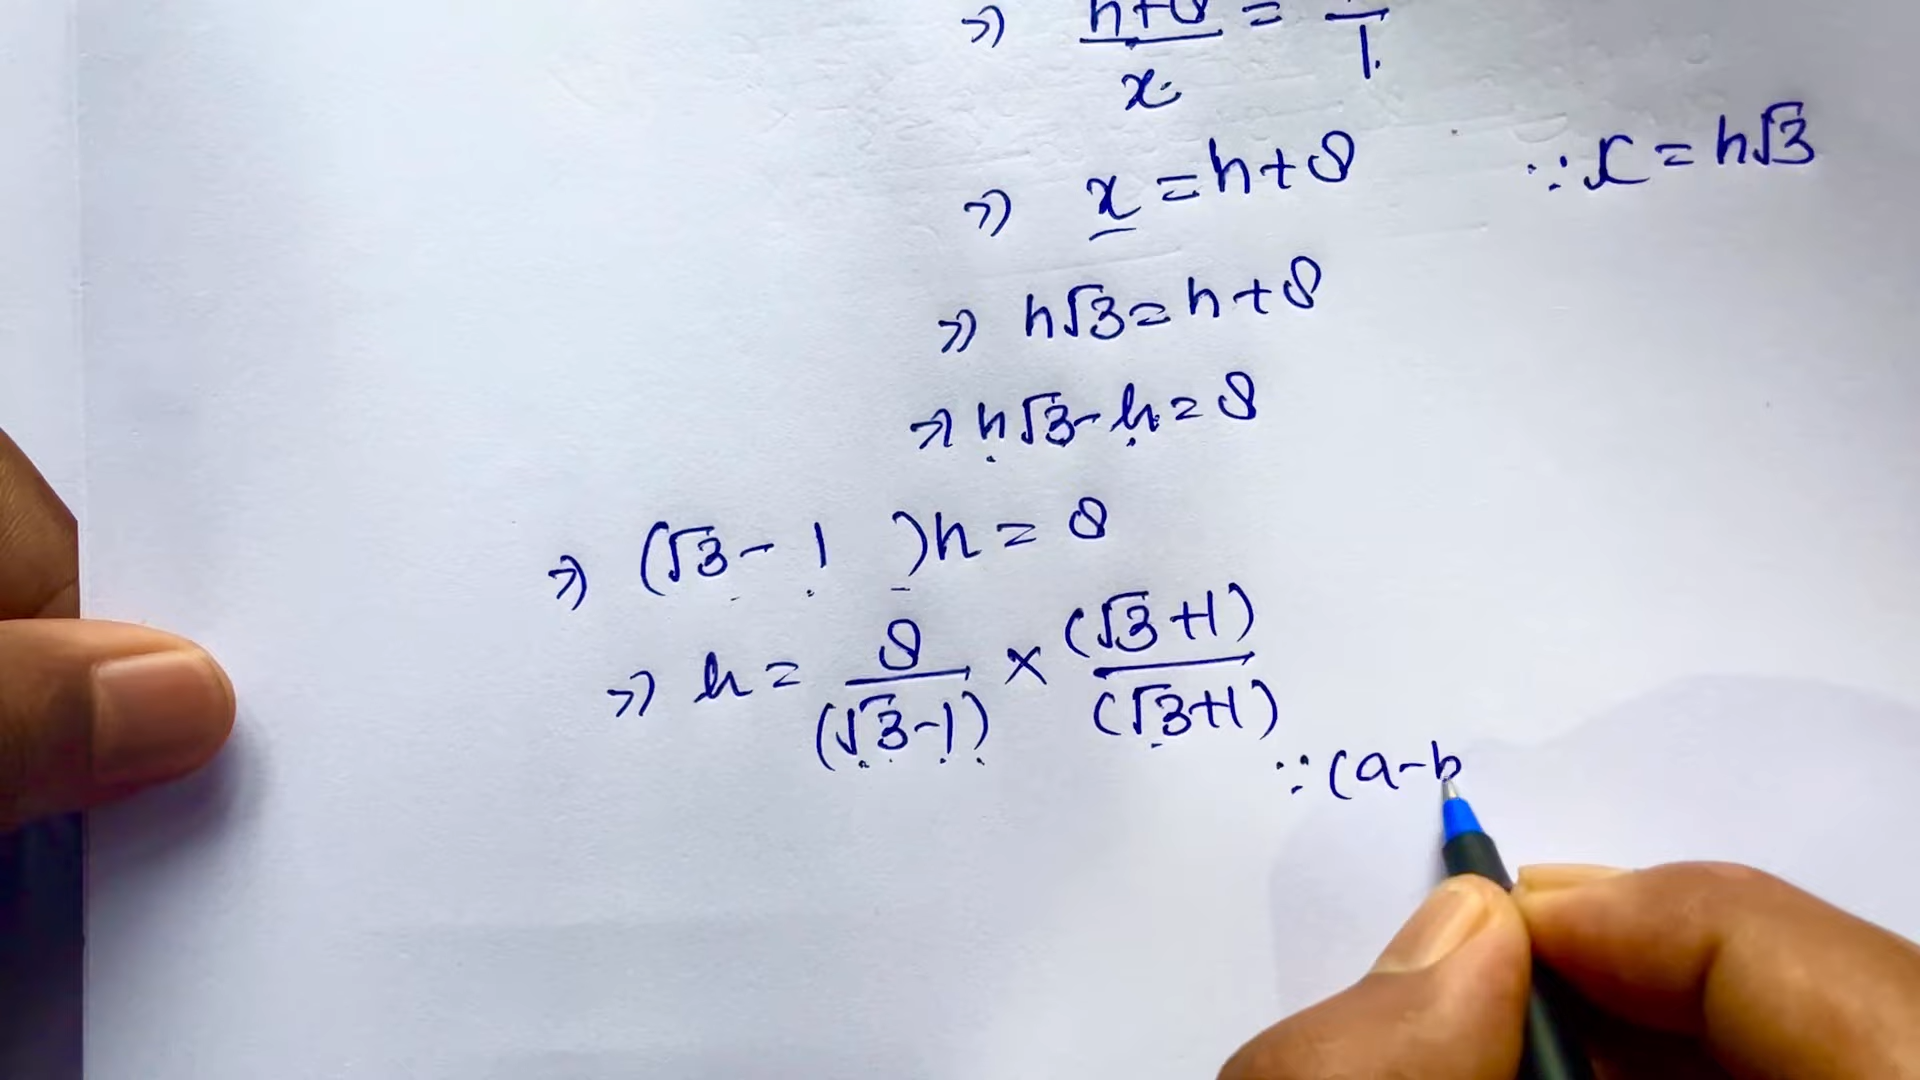 ⇒ h+8/x = 1/1.
⇒ x = h+8 ∵ x = h√3
⇒ h√3 = h+8
⇒ h√3 - h = 8
⇒ (√3 - 1 )h = 8
⇒ h = 8/(√3-1) × (√3+1)/(√3+1)
∵ (a-b